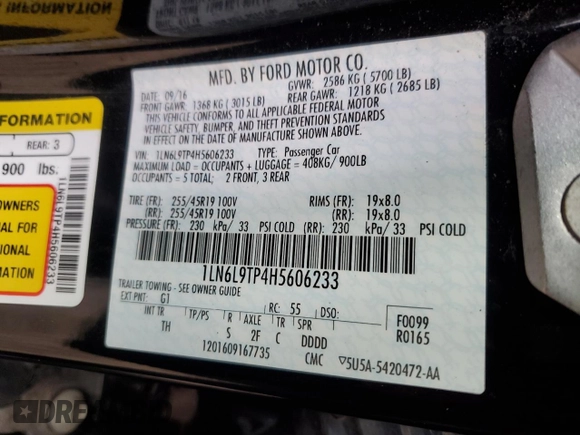 INFORMATION
MFD. BY FORD MOTOR CO.
DATE: 09/16
GVWR: 2586 KG ( 5700 LB)
FRONT GAWR: 1368 KG ( 3015 LB)
REAR GAWR: 1218 KG ( 2685 LB)
THIS VEHICLE CONFORMS TO ALL APPLICABLE FEDERAL MOTOR
VEHICLE SAFETY, BUMPER, AND THEFT PREVENTION STANDARDS
IN EFFECT ON THE DATE OF MANUFACTURE SHOWN ABOVE.
VIN: 1LN6L9TP4H5606233 TYPE: Passenger Car
MAXIMUM LOAD = OCCUPANTS + LUGGAGE = 408KG/ 900LB
OCCUPANTS = 5 TOTAL; 2 FRONT, 3 REAR
TIRE (FR): 255/45R19 100V RIMS (FR): 19x8.0
(RR): 255/45R19 100V (RR): 19x8.0
PRESSURE (FR): 230 kPa/ 33 PSI COLD (RR): 230 kPa/ 33 PSI COLD
1LN6L9TP4H5606233
TRAILER TOWING - SEE OWNER GUIDE
EXT PNT: G1 RC: 55 DSO:
INT TR TP/PS R AXLE TR SPR
TH S 2F C DDDD
F0099
R0165
1201609167735 CMC ▽5U5A-5420472-AA
INFORMATION
REAR: 3
900 lbs.
OWNERS
FOR
IONAL
MATION
1LN6L9TP4H5606233
DRE